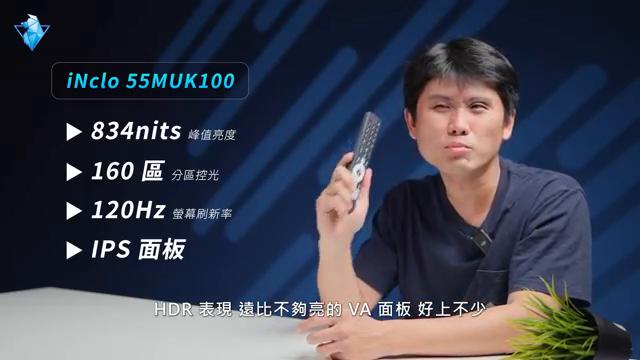 iNclo 55MUK100
▶ 834nits 峰值亮度
▶ 160 區 分區控光
▶ 120Hz 螢幕刷新率
▶ IPS 面板
HDR 表現 遠比不夠亮的 VA 面板 好上不少